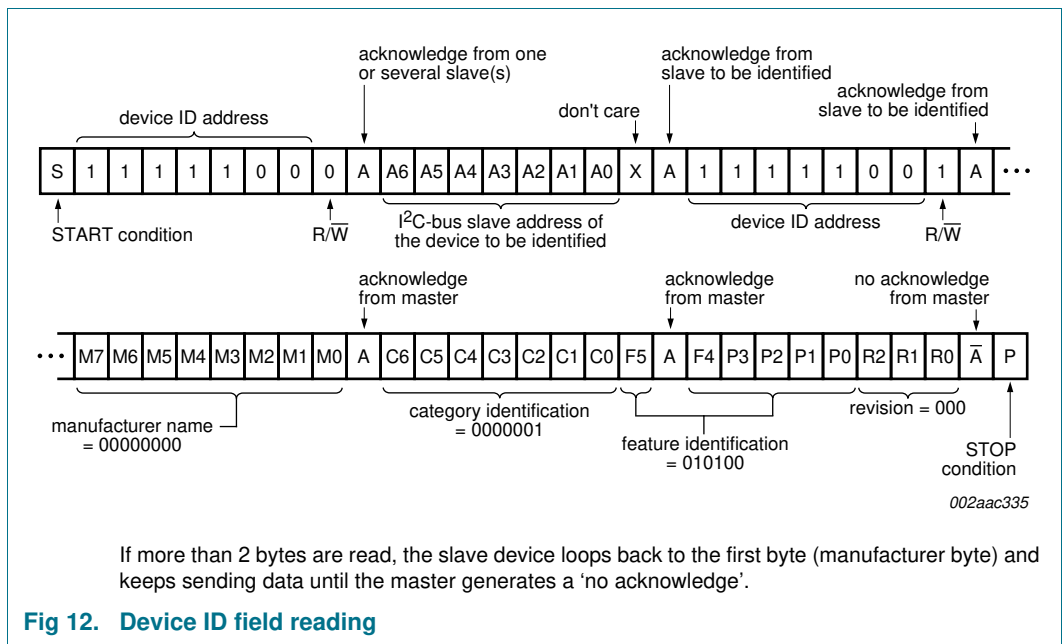 acknowledge from one
or several slave(s)
acknowledge from
slave to be identified
acknowledge from
slave to be identified
device ID address
don't care
S 1 1 1 1 1 0 0 0 A A6 A5 A4 A3 A2 A1 A0 X A 1 1 1 1 1 0 0 1 A •••
START condition
R/W̅
I²C-bus slave address of
the device to be identified
device ID address
R/W̅
acknowledge
from master
acknowledge
from master
no acknowledge
from master
••• M7 M6 M5 M4 M3 M2 M1 M0 A C6 C5 C4 C3 C2 C1 C0 F5 A F4 P3 P2 P1 P0 R2 R1 R0 A̅ P
manufacturer name
= 00000000
category identification
= 0000001
feature identification
= 010100
revision = 000
STOP
condition
002aac335
If more than 2 bytes are read, the slave device loops back to the first byte (manufacturer byte) and
keeps sending data until the master generates a ‘no acknowledge’.
Fig 12. Device ID field reading